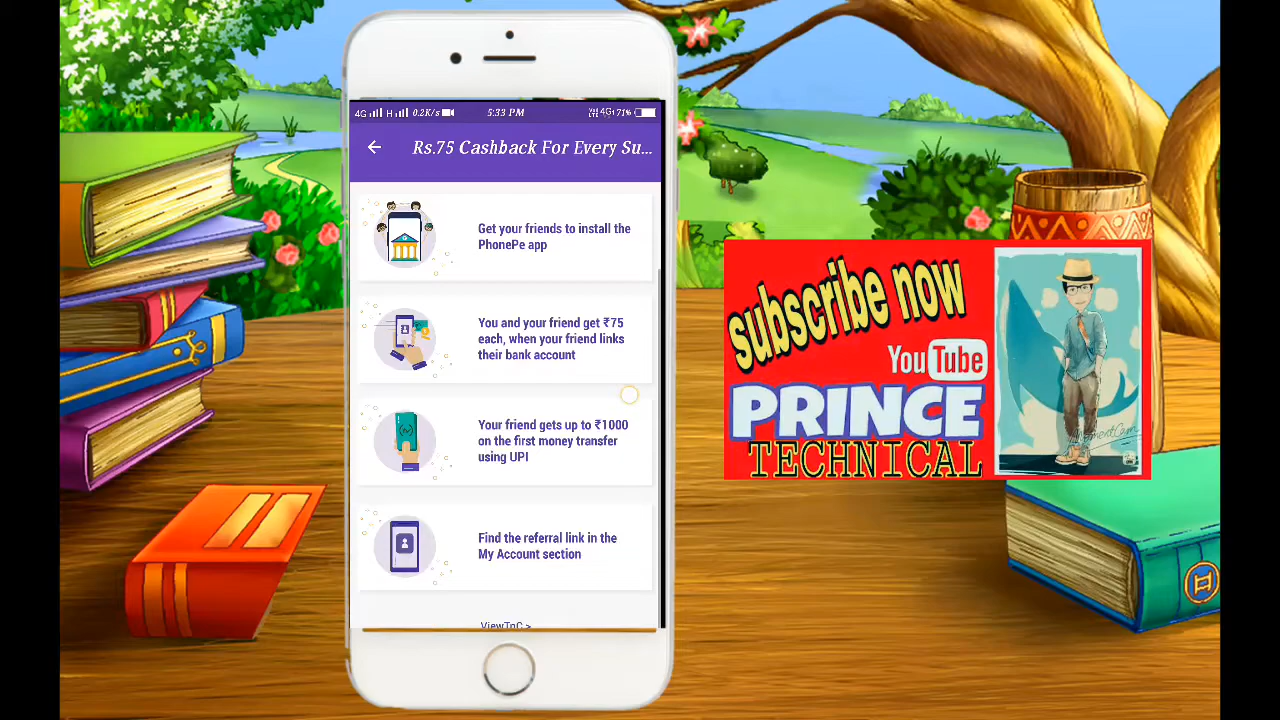 4G H 0.2K/s 5:33 PM 4G 71%
Rs.75 Cashback For Every Su...
Get your friends to install the
PhonePe app
You and your friend get ₹75
each, when your friend links
their bank account
Your friend gets up to ₹1000
on the first money transfer
using UPI
Find the referral link in the
My Account section
ViewTnC >
subscribe now
YouTube
PRINCE
TECHNICAL
MomentCam